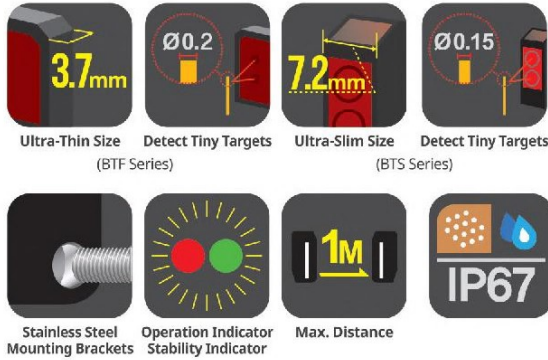 3.7mm
Ø0.2
7.2mm
Ø0.15
Ultra-Thin Size
Detect Tiny Targets
Ultra-Slim Size
Detect Tiny Targets
(BTF Series)
(BTS Series)
1M
IP67
Stainless Steel
Mounting Brackets
Operation Indicator
Stability Indicator
Max. Distance